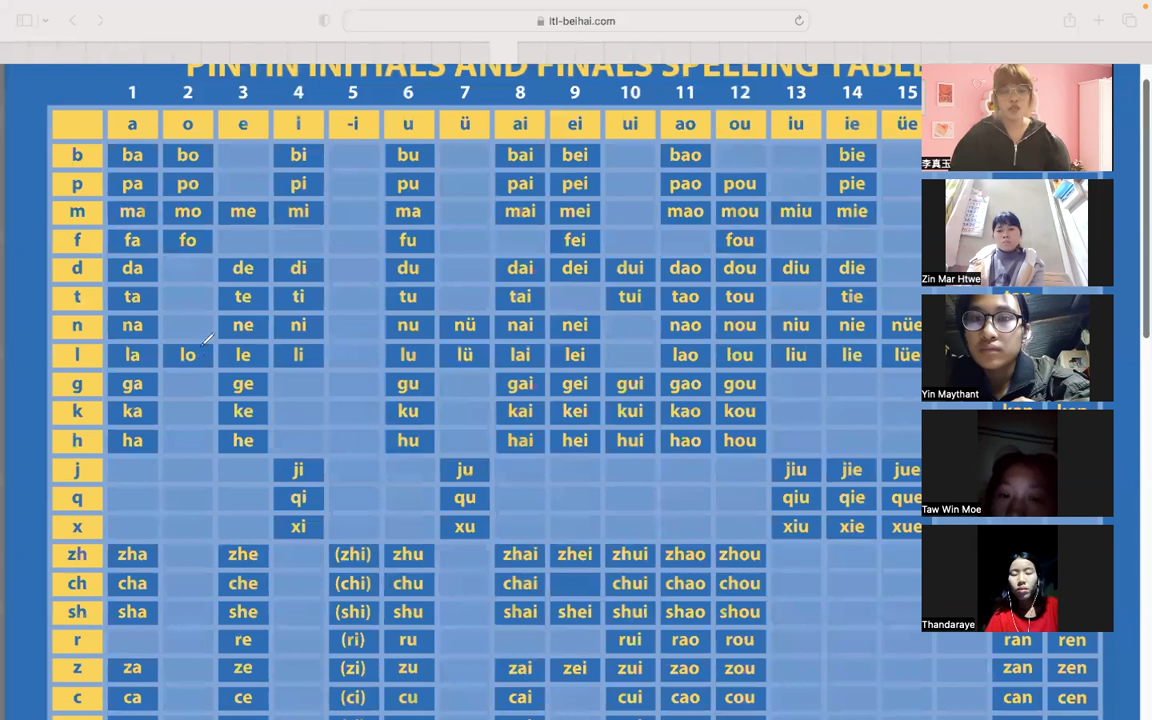 ltl-beihai.com
PINYIN INITIALS AND FINALS SPELLING TABLE
1 2 3 4 5 6 7 8 9 10 11 12 13 14 15
a o e i -i u ü ai ei ui ao ou iu ie üe
b ba bo bi bu bai bei bao bie
p pa po pi pu pai pei pao pou pie
m ma mo me mi ma mai mei mao mou miu mie
f fa fo fu fei fou
d da de di du dai dei dui dao dou diu die
t ta te ti tu tai tui tao tou tie
n na ne ni nu nü nai nei nao nou niu nie nüe
l la lo le li lu lü lai lei lao lou liu lie lüe
g ga ge gu gai gei gui gao gou
k ka ke ku kai kei kui kao kou
h ha he hu hai hei hui hao hou
j ji ju jiu jie jue
q qi qu qiu qie que
x xi xu xiu xie xue
zh zha zhe (zhi) zhu zhai zhei zhui zhao zhou
ch cha che (chi) chu chai chui chao chou
sh sha she (shi) shu shai shei shui shao shou
r re (ri) ru rui rao rou ran ren
z za ze (zi) zu zai zei zui zao zou zan zen
c ca ce (ci) cu cai cui cao cou can cen
李真玉
Zin Mar Htwe
Yin Maythant
Taw Win Moe
Thandaraye